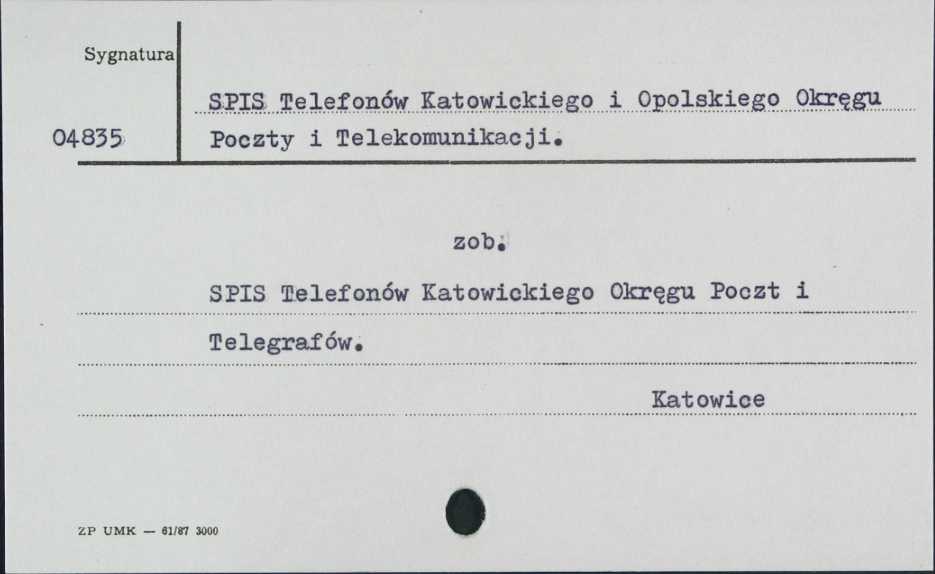 Sygnatura
SPIS Telefonów Katowickiego i Opolskiego Okręgu
04835
Poczty i Telekomunikacji.
zob.
SPIS Telefonów Katowickiego Okręgu Poczt i
Telegrafów.
Katowice
ZP UMK — 61/87 3000